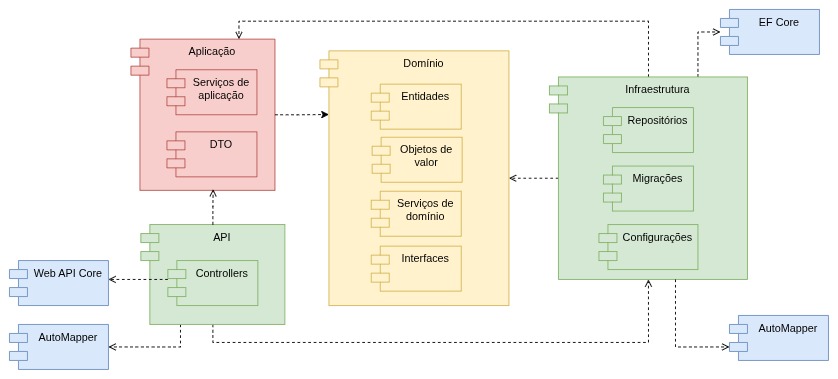 Aplicação
Serviços de
aplicação
DTO
Domínio
Entidades
Objetos de
valor
Serviços de
domínio
Interfaces
EF Core
Infraestrutura
Repositórios
Migrações
Configurações
API
Controllers
Web API Core
AutoMapper
AutoMapper